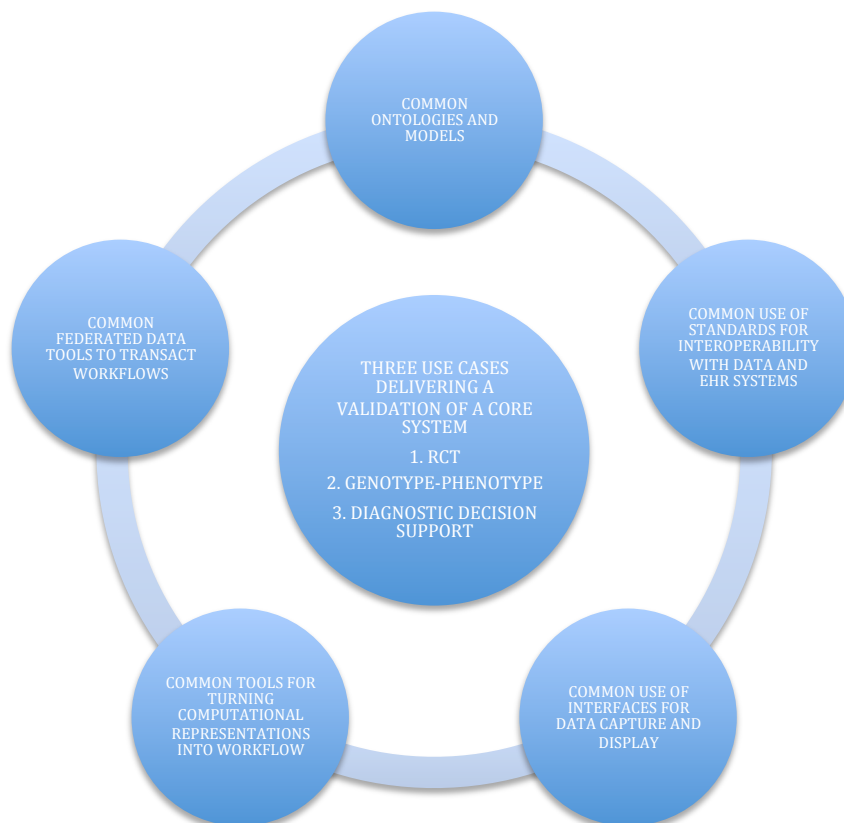 COMMON
ONTOLOGIES AND
MODELS
COMMON USE OF
STANDARDS FOR
INTEROPERABILITY
WITH DATA AND
EHR SYSTEMS
COMMON USE OF
INTERFACES FOR
DATA CAPTURE AND
DISPLAY
COMMON TOOLS FOR
TURNING
COMPUTATIONAL
REPRESENTATIONS
INTO WORKFLOW
COMMON
FEDERATED DATA
TOOLS TO TRANSACT
WORKFLOWS
THREE USE CASES
DELIVERING A
VALIDATION OF A CORE
SYSTEM
1. RCT
2. GENOTYPE-PHENOTYPE
3. DIAGNOSTIC DECISION
SUPPORT